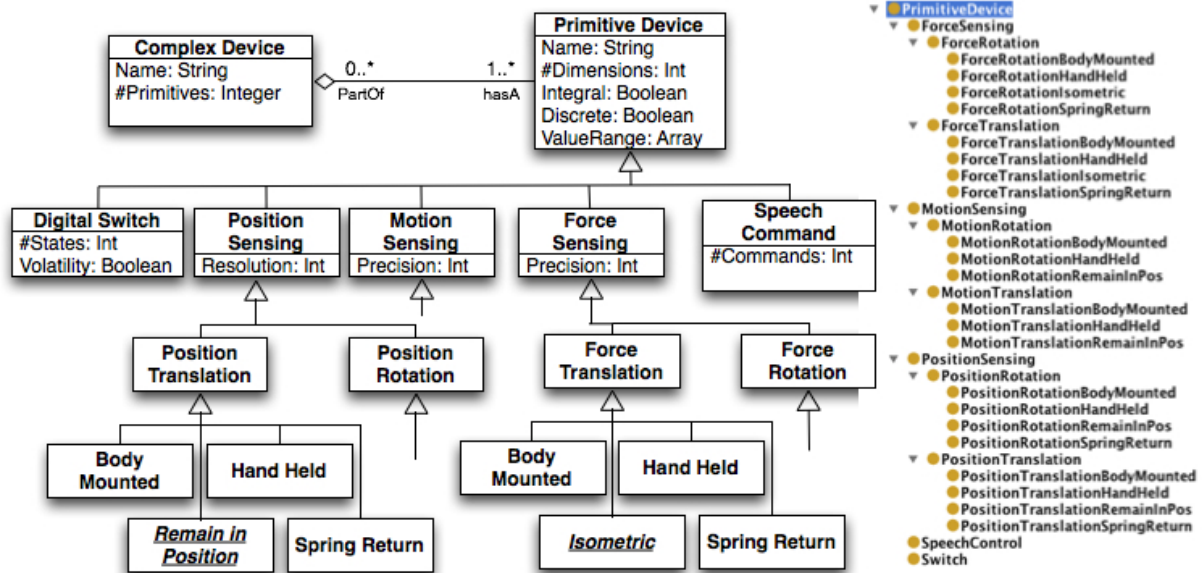 Complex Device
Name: String
#Primitives: Integer
0..*
PartOf
1..*
hasA
Primitive Device
Name: String
#Dimensions: Int
Integral: Boolean
Discrete: Boolean
ValueRange: Array
Digital Switch
#States: Int
Volatility: Boolean
Position
Sensing
Resolution: Int
Motion
Sensing
Precision: Int
Force
Sensing
Precision: Int
Speech
Command
#Commands: Int
Position
Translation
Position
Rotation
Force
Translation
Force
Rotation
Body
Mounted
Hand Held
Remain in
Position
Spring Return
Body
Mounted
Hand Held
Isometric
Spring Return
PrimitiveDevice
ForceSensing
ForceRotation
ForceRotationBodyMounted
ForceRotationHandHeld
ForceRotationIsometric
ForceRotationSpringReturn
ForceTranslation
ForceTranslationBodyMounted
ForceTranslationHandHeld
ForceTranslationIsometric
ForceTranslationSpringReturn
MotionSensing
MotionRotation
MotionRotationBodyMounted
MotionRotationHandHeld
MotionRotationRemainInPos
MotionTranslation
MotionTranslationBodyMounted
MotionTranslationHandHeld
MotionTranslationRemainInPos
PositionSensing
PositionRotation
PositionRotationBodyMounted
PositionRotationHandHeld
PositionRotationRemainInPos
PositionRotationSpringReturn
PositionTranslation
PositionTranslationBodyMounted
PositionTranslationHandHeld
PositionTranslationRemainInPos
PositionTranslationSpringReturn
SpeechControl
Switch